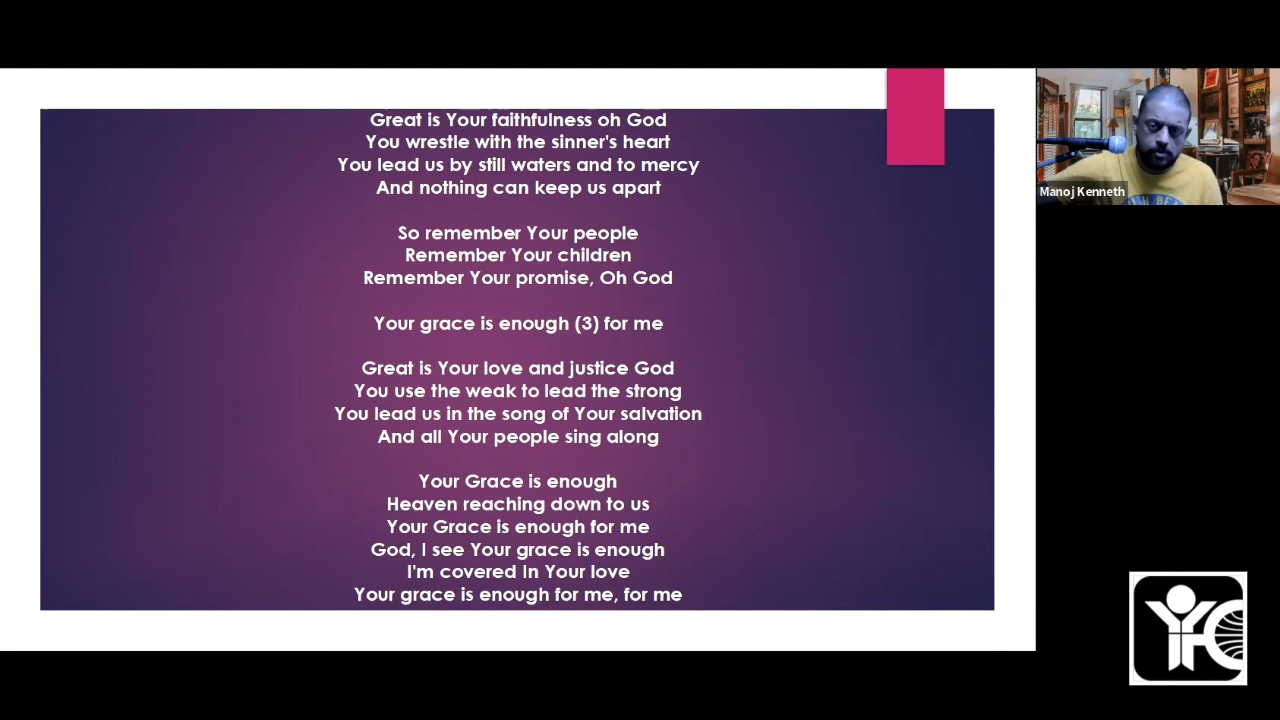 Great is Your faithfulness oh God
You wrestle with the sinner's heart
You lead us by still waters and to mercy
And nothing can keep us apart
So remember Your people
Remember Your children
Remember Your promise, Oh God
Your grace is enough (3) for me
Great is Your love and justice God
You use the weak to lead the strong
You lead us in the song of Your salvation
And all Your people sing along
Your Grace is enough
Heaven reaching down to us
Your Grace is enough for me
God, I see Your grace is enough
I'm covered In Your love
Your grace is enough for me, for me
Manoj Kenneth
YFC